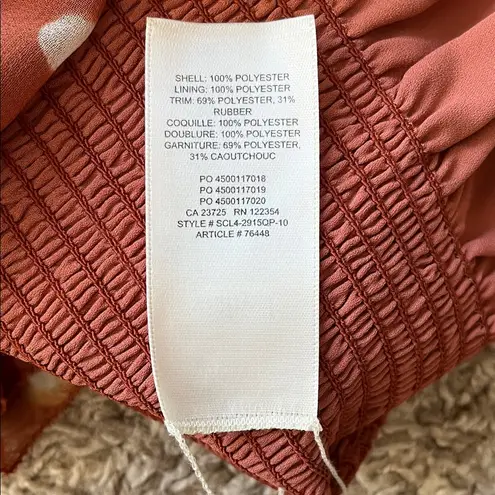 SHELL: 100% POLYESTER
LINING: 100% POLYESTER
TRIM: 69% POLYESTER, 31%
RUBBER
COQUILLE: 100% POLYESTER
DOUBLURE: 100% POLYESTER
GARNITURE: 69% POLYESTER,
31% CAOUTCHOUC
PO 4500117018
PO 4500117019
PO 4500117020
CA 23725 RN 122354
STYLE # SCL4-2915QP-10
ARTICLE # 76448